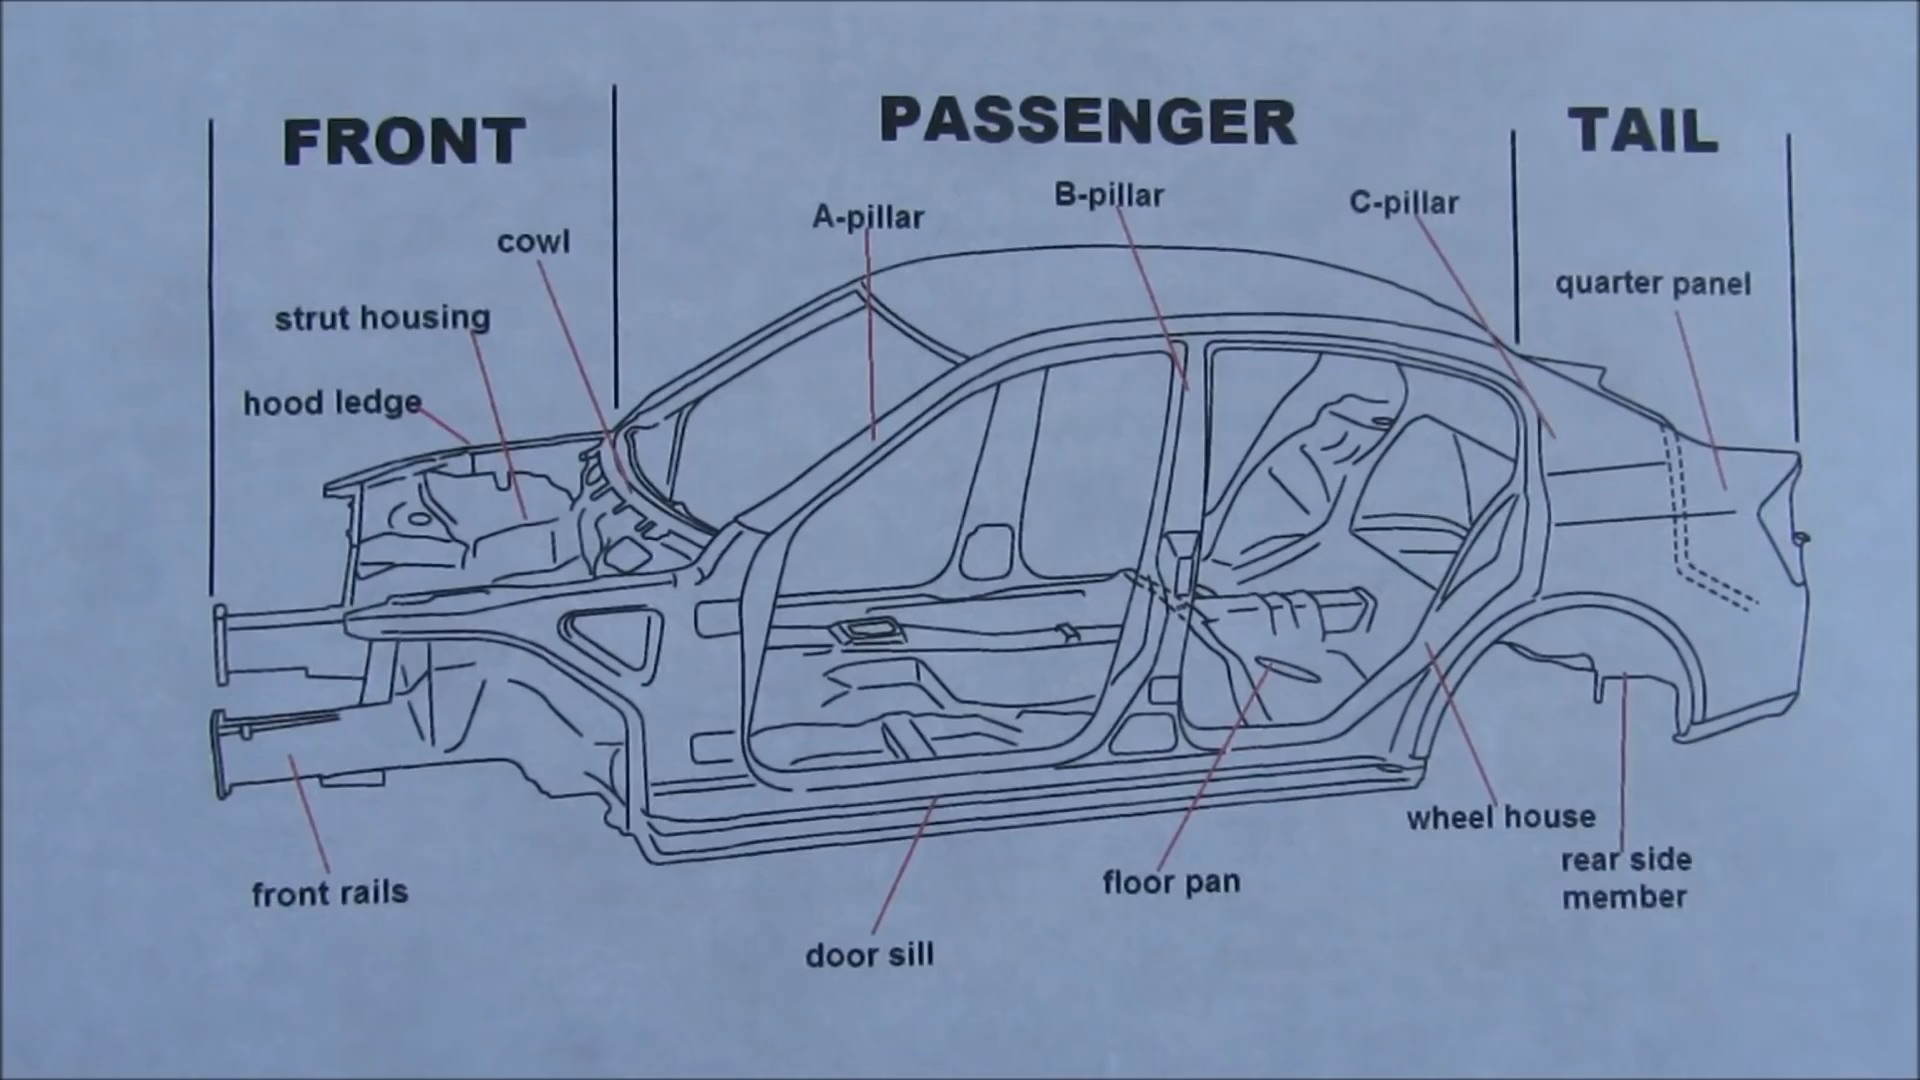 FRONT
PASSENGER
TAIL
A-pillar
B-pillar
C-pillar
cowl
strut housing
hood ledge
quarter panel
front rails
door sill
floor pan
wheel house
rear side
member